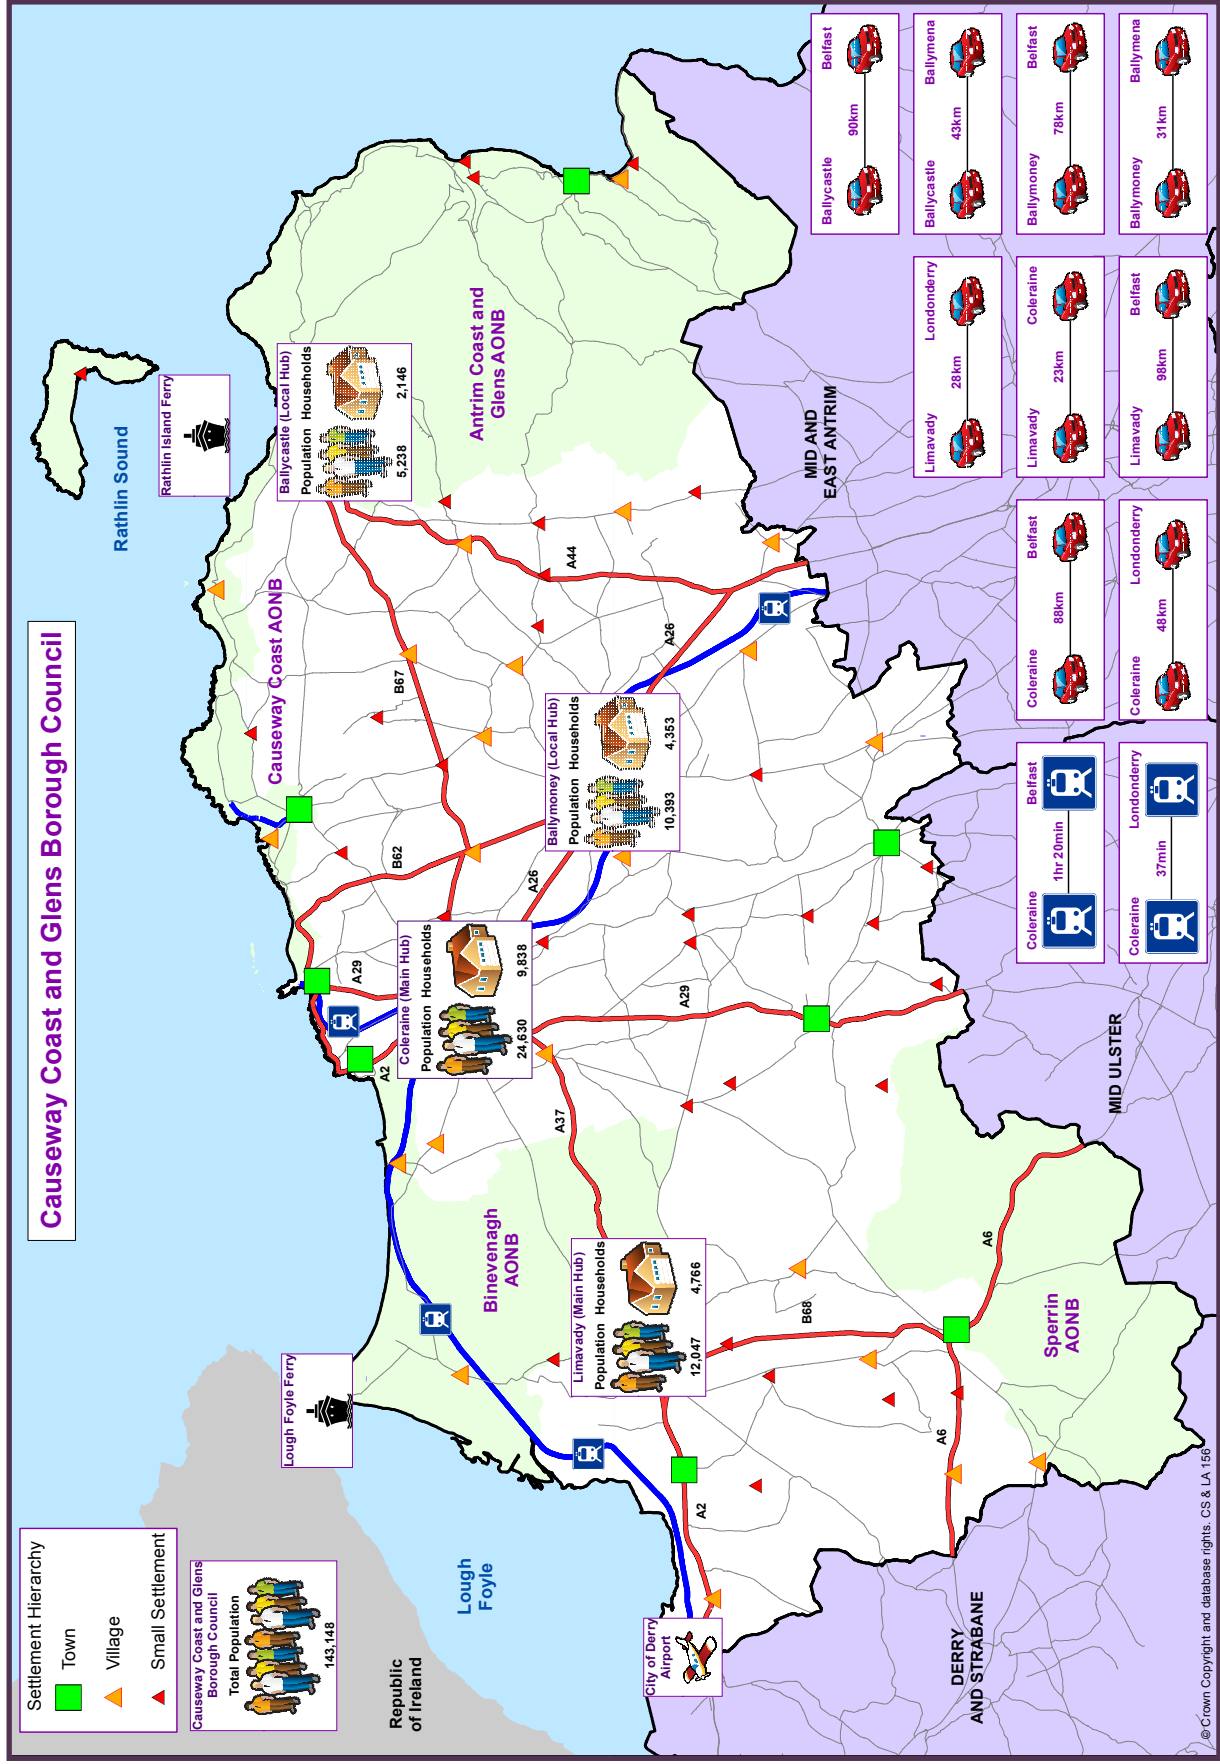 Causeway Coast and Glens Borough Council
Settlement Hierarchy
Town
Village
Small Settlement
Causeway Coast and Glens
Borough Council
Total Population
143,148
Republic
of Ireland
Lough
Foyle
Lough Foyle Ferry
City of Derry
Airport
Rathlin Sound
Rathlin Island Ferry
Causeway Coast AONB
Antrim Coast and
Glens AONB
Binevenagh
AONB
Sperrin
AONB
Ballycastle (Local Hub)
Population Households
5,238 2,146
Ballymoney (Local Hub)
Population Households
10,393 4,353
Coleraine (Main Hub)
Population Households
24,630 9,838
Limavady (Main Hub)
Population Households
12,047 4,766
A2
A6
A6
B68
A37
A2
A29
A29
B62
A26
B67
A26
A44
DERRY
AND STRABANE
MID ULSTER
MID AND
EAST ANTRIM
Coleraine Belfast
1hr 20min
Coleraine Londonderry
37min
Coleraine Belfast
88km
Coleraine Londonderry
48km
Limavady Londonderry
28km
Limavady Coleraine
23km
Limavady Belfast
98km
Ballycastle Belfast
90km
Ballycastle Ballymena
43km
Ballymoney Belfast
78km
Ballymoney Ballymena
31km
© Crown Copyright and database rights. CS & LA 156